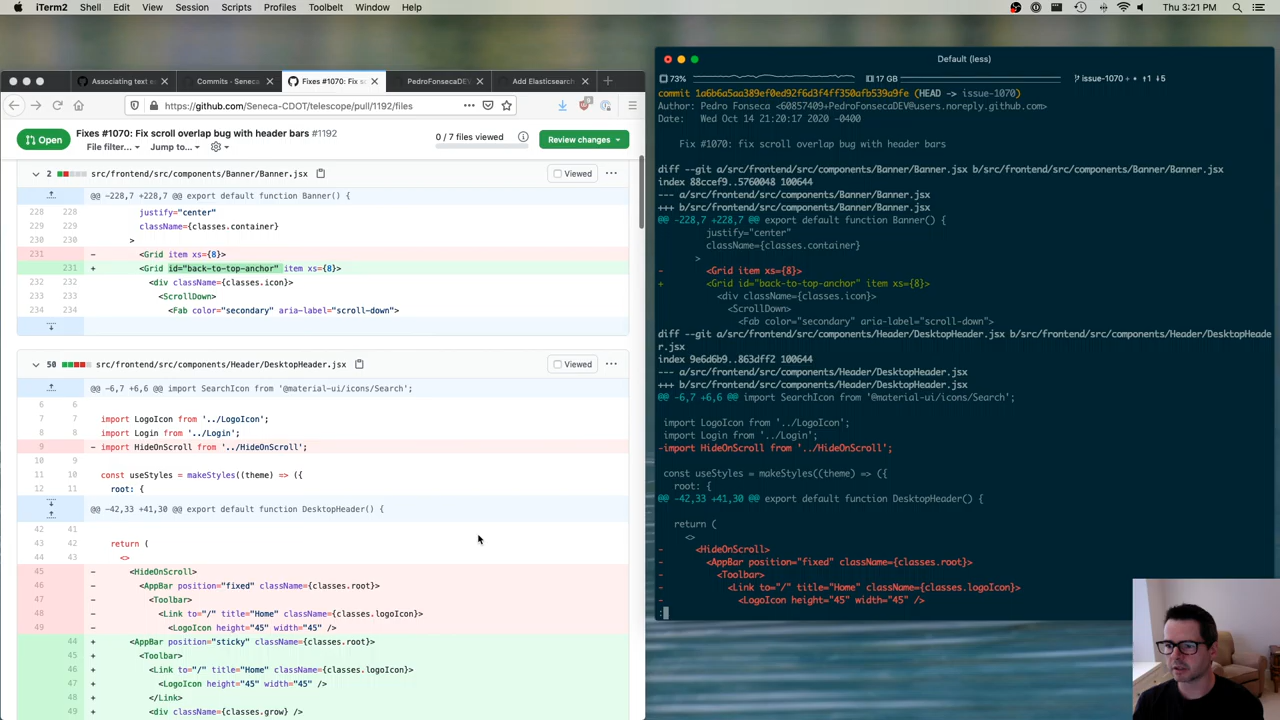 iTerm2 Shell Edit View Session Scripts Profiles Toolbelt Window Help Thu 3:21 PM
Associating text e Commits · Seneca Fixes #1070: Fix sc PedroFonsecaDEV Add Elasticsearch
https://github.com/Seneca-CDOT/telescope/pull/1192/files
Open Fixes #1070: Fix scroll overlap bug with header bars #1192
File filter... Jump to...
0 / 7 files viewed
Review changes
2 src/frontend/src/components/Banner/Banner.jsx Viewed
@@ -228,7 +228,7 @@ export default function Banner() {
228 228 justify="center"
229 229 className={classes.container}
230 230 >
231 - <Grid item xs={8}>
231 + <Grid id="back-to-top-anchor" item xs={8}>
232 232 <div className={classes.icon}>
233 233 <ScrollDown>
234 234 <Fab color="secondary" aria-label="scroll-down">
50 src/frontend/src/components/Header/DesktopHeader.jsx Viewed
@@ -6,7 +6,6 @@ import SearchIcon from '@material-ui/icons/Search';
6 6
7 7 import LogoIcon from '../LogoIcon';
8 8 import Login from '../Login';
9 - import HideOnScroll from '../HideOnScroll';
10 9
11 10 const useStyles = makeStyles((theme) => ({
12 11 root: {
@@ -42,33 +41,30 @@ export default function DesktopHeader() {
42 41
43 42 return (
44 43 <>
45 - <HideOnScroll>
46 - <AppBar position="fixed" className={classes.root}>
47 - <Toolbar>
48 - <Link to="/" title="Home" className={classes.logoIcon}>
49 - <LogoIcon height="45" width="45" />
44 + <AppBar position="sticky" className={classes.root}>
45 + <Toolbar>
46 + <Link to="/" title="Home" className={classes.logoIcon}>
47 + <LogoIcon height="45" width="45" />
48 + </Link>
49 + <div className={classes.grow} />
Default (less)
73% 17 GB issue-1070 + • ⬆1 ⬇5
commit 1a6b6a5aa389ef0ed92f6d3f4ff350afb539a9fe (HEAD -> issue-1070)
Author: Pedro Fonseca <60857409+PedroFonsecaDEV@users.noreply.github.com>
Date: Wed Oct 14 21:20:17 2020 -0400
Fix #1070: fix scroll overlap bug with header bars
diff --git a/src/frontend/src/components/Banner/Banner.jsx b/src/frontend/src/components/Banner/Banner.jsx
index 88ccef9..5760048 100644
--- a/src/frontend/src/components/Banner/Banner.jsx
+++ b/src/frontend/src/components/Banner/Banner.jsx
@@ -228,7 +228,7 @@ export default function Banner() {
justify="center"
className={classes.container}
>
- <Grid item xs={8}>
+ <Grid id="back-to-top-anchor" item xs={8}>
<div className={classes.icon}>
<ScrollDown>
<Fab color="secondary" aria-label="scroll-down">
diff --git a/src/frontend/src/components/Header/DesktopHeader.jsx b/src/frontend/src/components/Header/DesktopHeade
r.jsx
index 9e6d6b9..863dff2 100644
--- a/src/frontend/src/components/Header/DesktopHeader.jsx
+++ b/src/frontend/src/components/Header/DesktopHeader.jsx
@@ -6,7 +6,6 @@ import SearchIcon from '@material-ui/icons/Search';
import LogoIcon from '../LogoIcon';
import Login from '../Login';
-import HideOnScroll from '../HideOnScroll';
const useStyles = makeStyles((theme) => ({
root: {
@@ -42,33 +41,30 @@ export default function DesktopHeader() {
return (
<>
- <HideOnScroll>
- <AppBar position="fixed" className={classes.root}>
- <Toolbar>
- <Link to="/" title="Home" className={classes.logoIcon}>
- <LogoIcon height="45" width="45" />
: